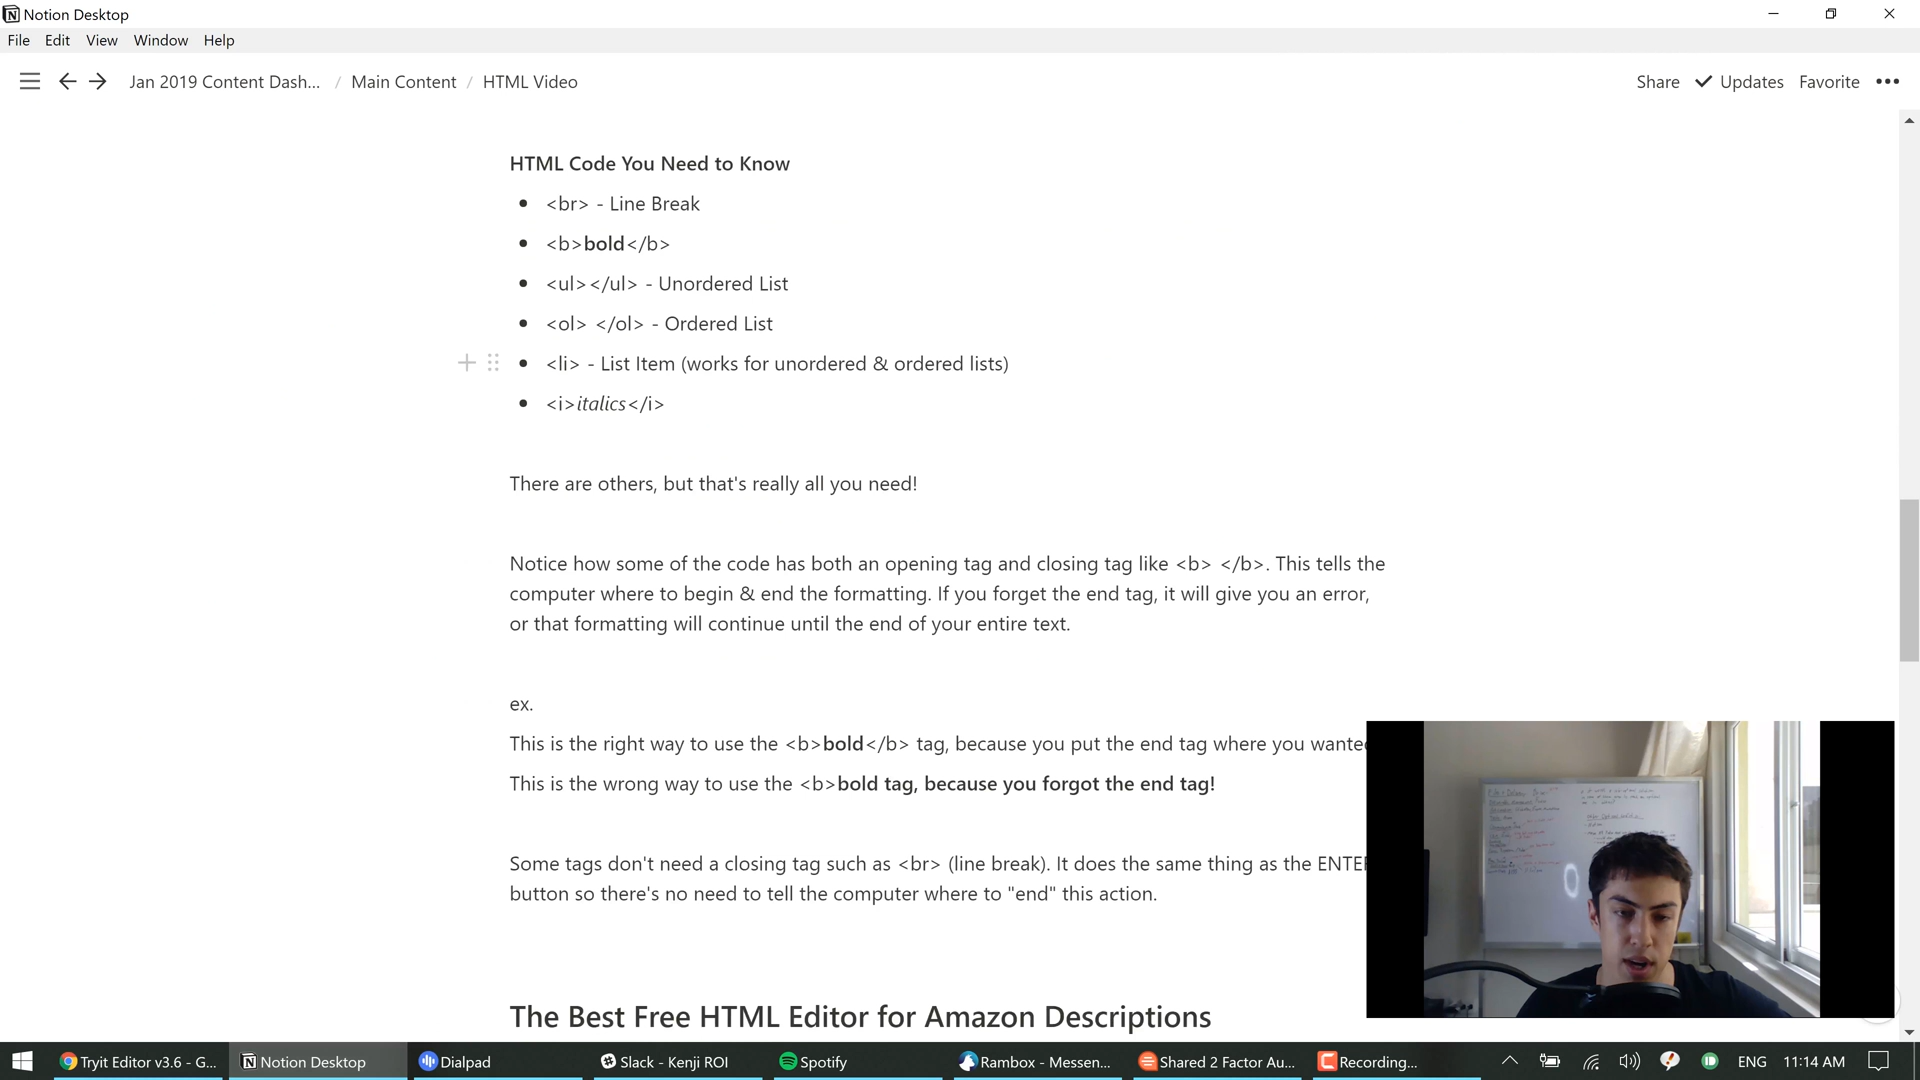 Notion Desktop
File Edit View Window Help
Jan 2019 Content Dash... / Main Content / HTML Video
Share ✓ Updates Favorite •••
HTML Code You Need to Know
• <br> - Line Break
• <b>bold</b>
• <ul></ul> - Unordered List
• <ol> </ol> - Ordered List
• <li> - List Item (works for unordered & ordered lists)
• <i>italics</i>
There are others, but that's really all you need!
Notice how some of the code has both an opening tag and closing tag like <b> </b>. This tells the
computer where to begin & end the formatting. If you forget the end tag, it will give you an error,
or that formatting will continue until the end of your entire text.
ex.
This is the right way to use the <b>bold</b> tag, because you put the end tag where you wanted
This is the wrong way to use the <b>bold tag, because you forgot the end tag!
Some tags don't need a closing tag such as <br> (line break). It does the same thing as the ENTER
button so there's no need to tell the computer where to "end" this action.
The Best Free HTML Editor for Amazon Descriptions
Tryit Editor v3.6 - G... Notion Desktop Dialpad Slack - Kenji ROI Spotify Rambox - Messen... Shared 2 Factor Au... Recording... ENG 11:14 AM